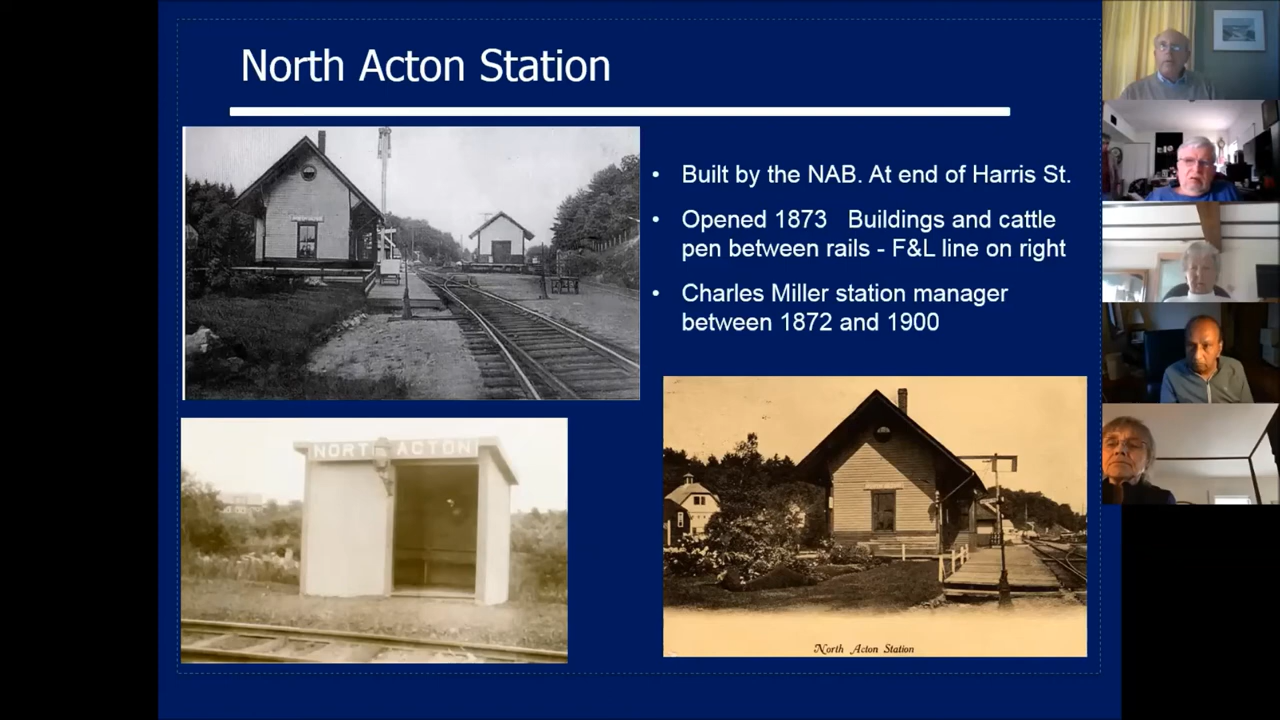 North Acton Station
• Built by the NAB. At end of Harris St.
• Opened 1873 Buildings and cattle
pen between rails - F&L line on right
• Charles Miller station manager
between 1872 and 1900
NORTH ACTON
North Acton Station